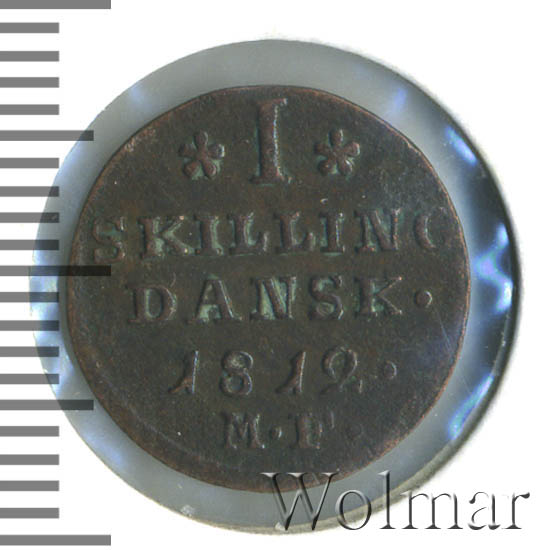 * I *
SKILLING
DANSK.
1812.
M.F.
Wolmar